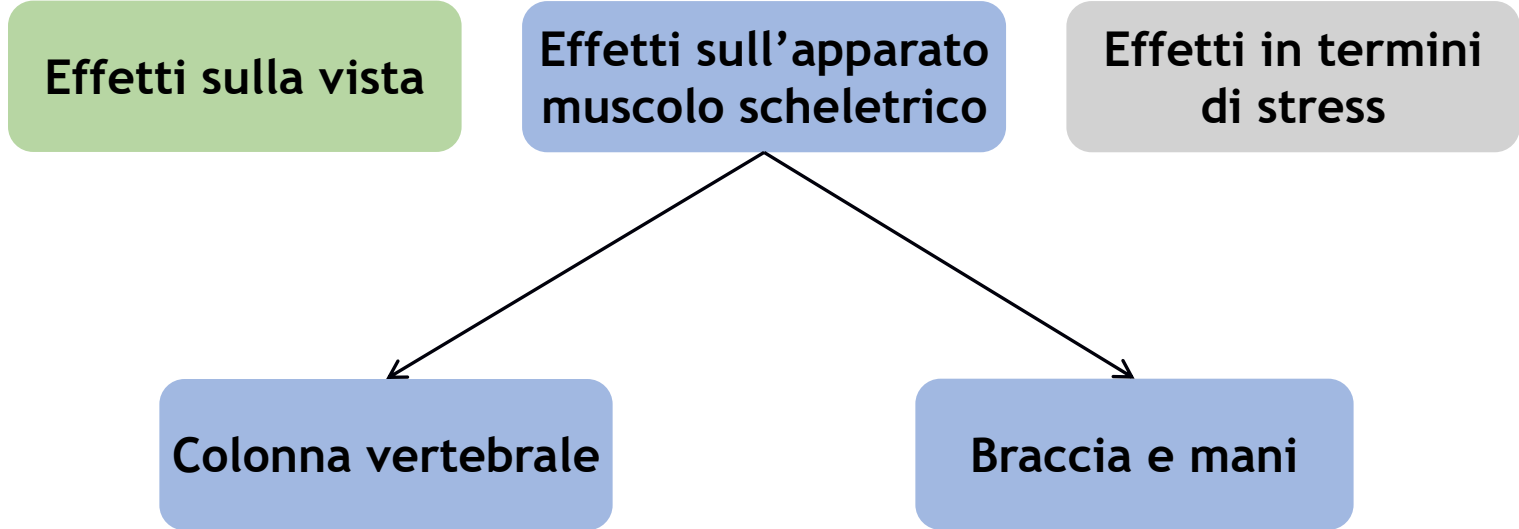 Effetti sulla vista
Effetti sull’apparato
muscolo scheletrico
Effetti in termini
di stress
Colonna vertebrale
Braccia e mani